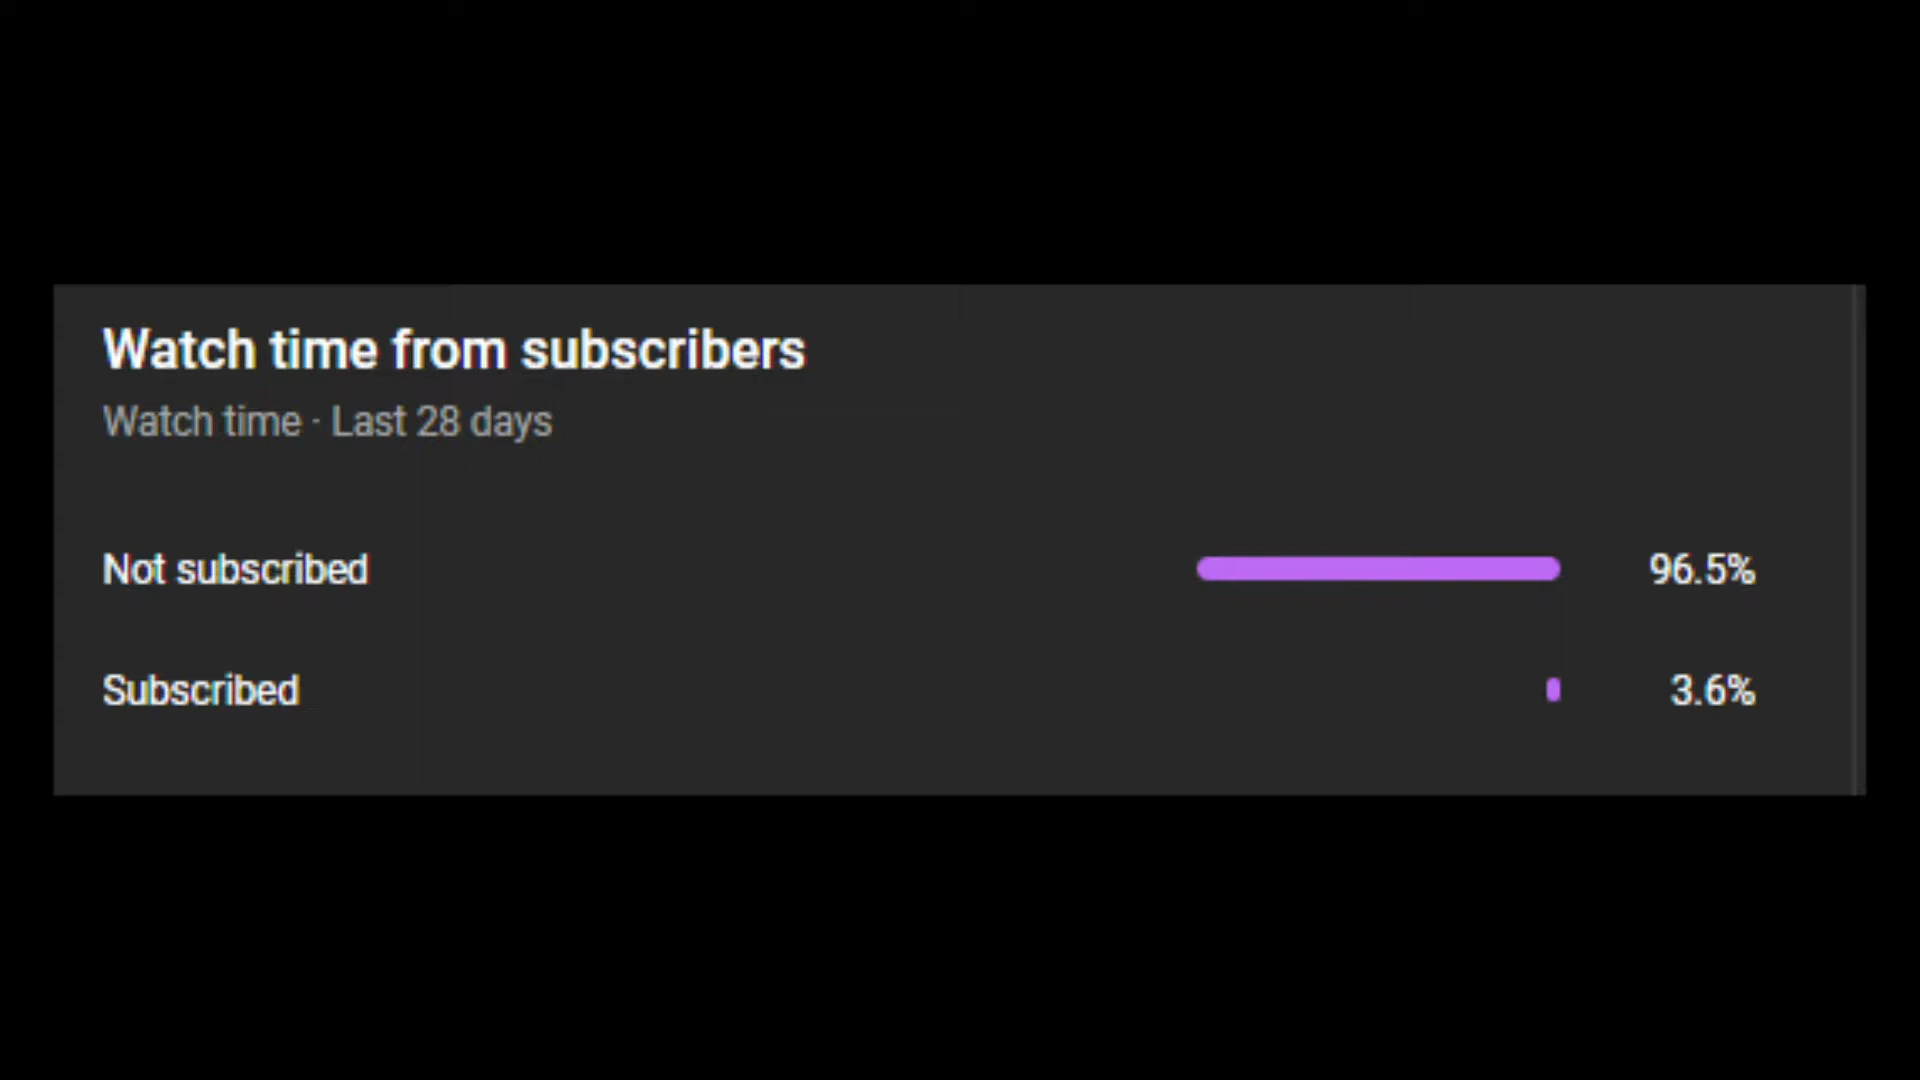 Watch time from subscribers
Watch time · Last 28 days
Not subscribed 96.5%
Subscribed 3.6%